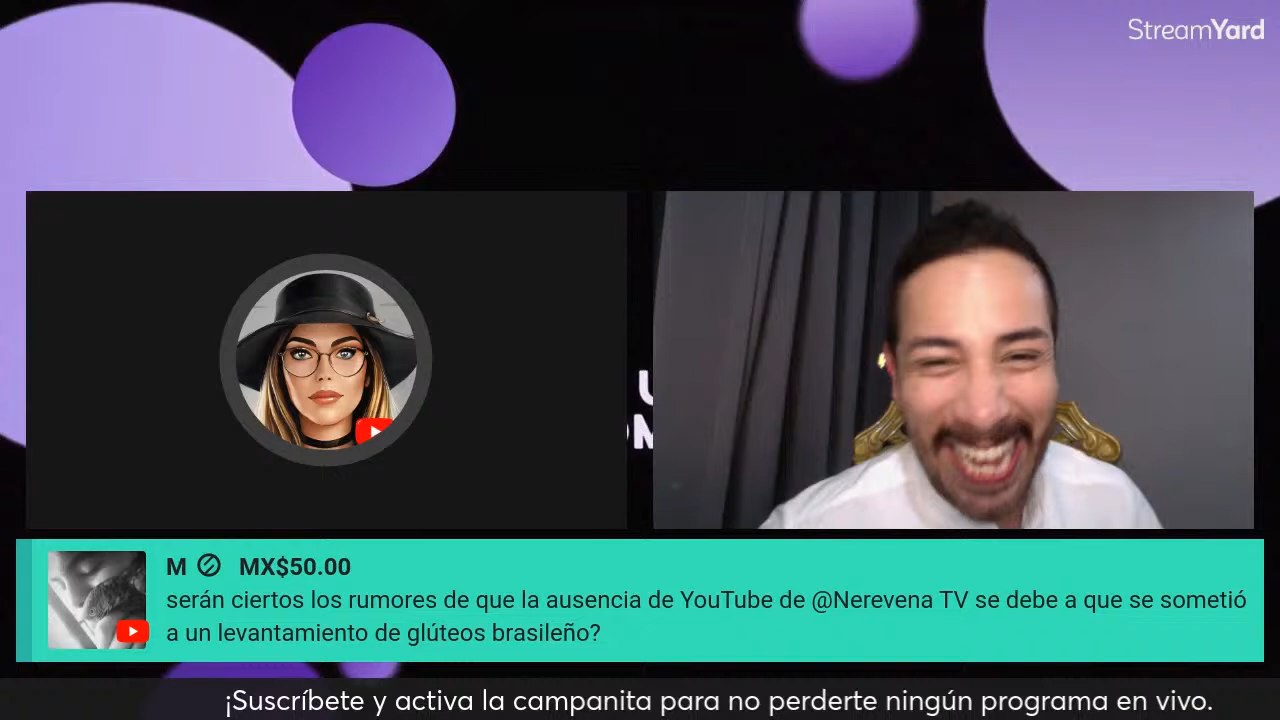 StreamYard
U
OM
M MX$50.00
serán ciertos los rumores de que la ausencia de YouTube de @Nerevena TV se debe a que se sometió
a un levantamiento de glúteos brasileño?
¡Suscríbete y activa la campanita para no perderte ningún programa en vivo.